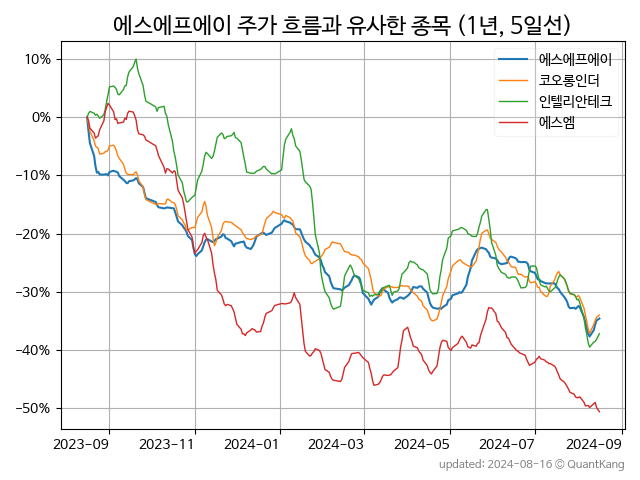 에스에프에이 주가 흐름과 유사한 종목 (1년, 5일선)
에스에프에이
코오롱인더
인텔리안테크
에스엠
10%
0%
−10%
−20%
−30%
−40%
−50%
2023−09
2023−11
2024−01
2024−03
2024−05
2024−07
2024−09
updated: 2024-08-16 © QuantKang